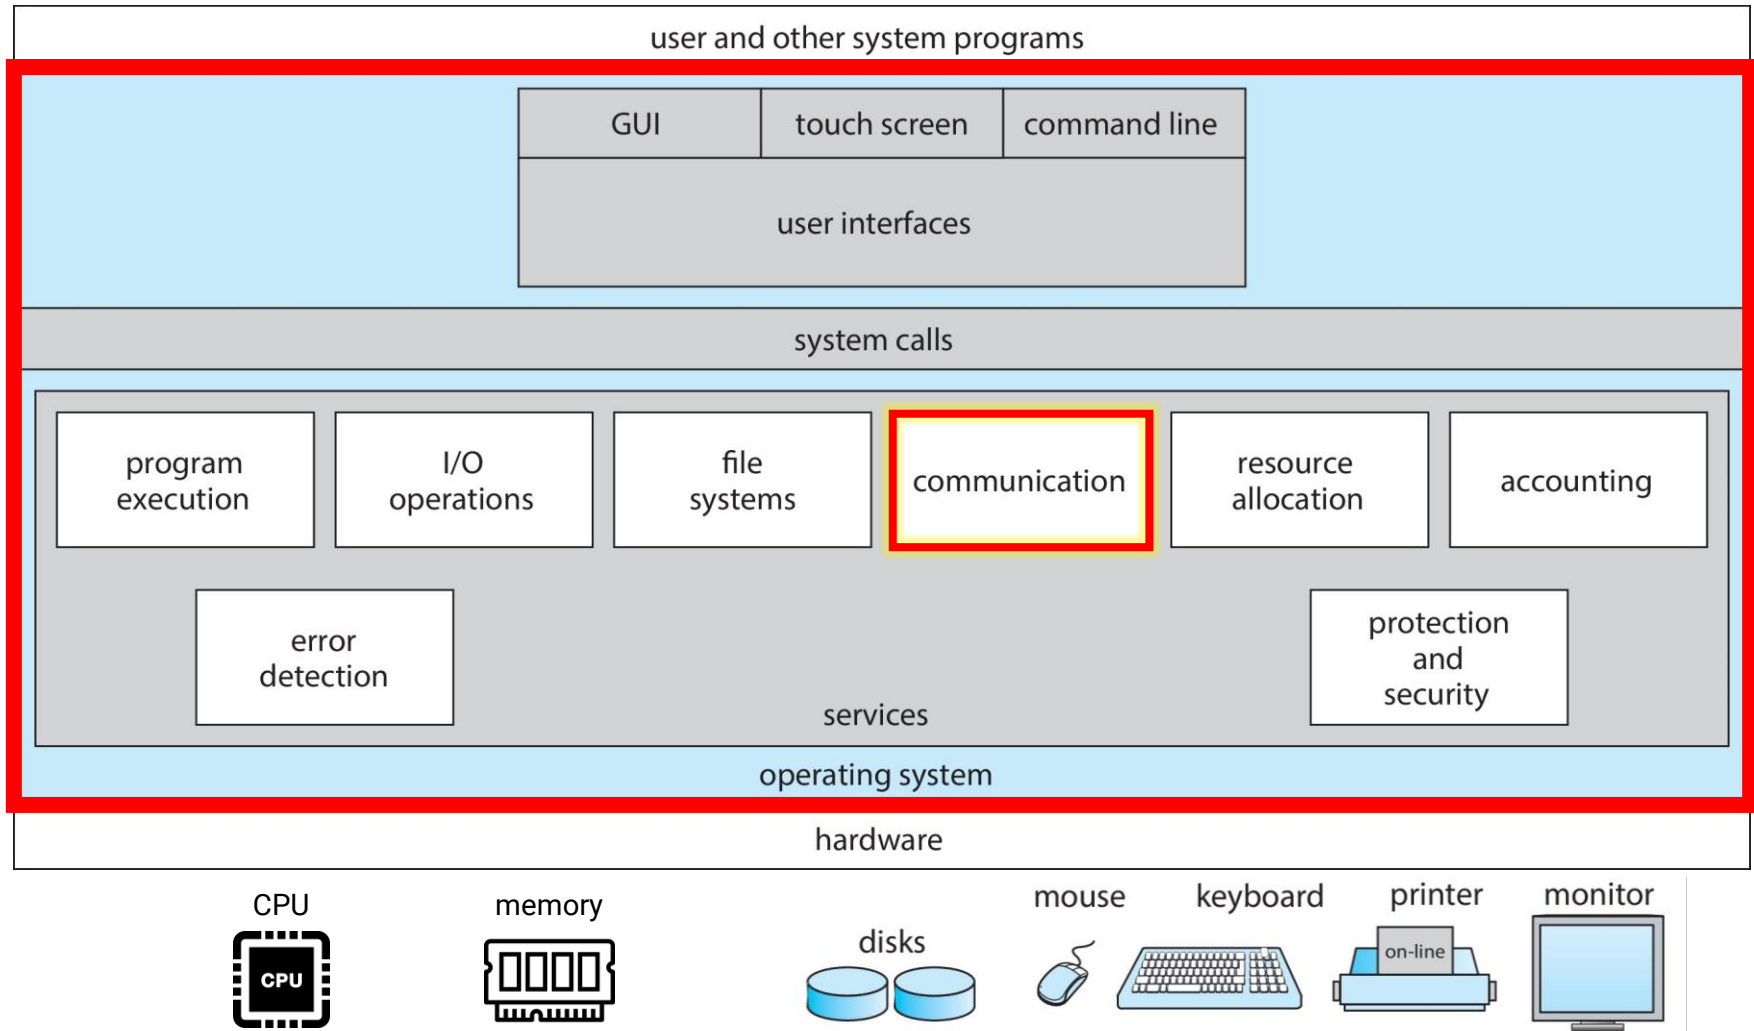 user and other system programs
GUI
touch screen
command line
user interfaces
system calls
program
execution
I/O
operations
file
systems
communication
resource
allocation
accounting
error
detection
protection
and
security
services
operating system
hardware
CPU
memory
disks
mouse
keyboard
printer
monitor
CPU
on-line